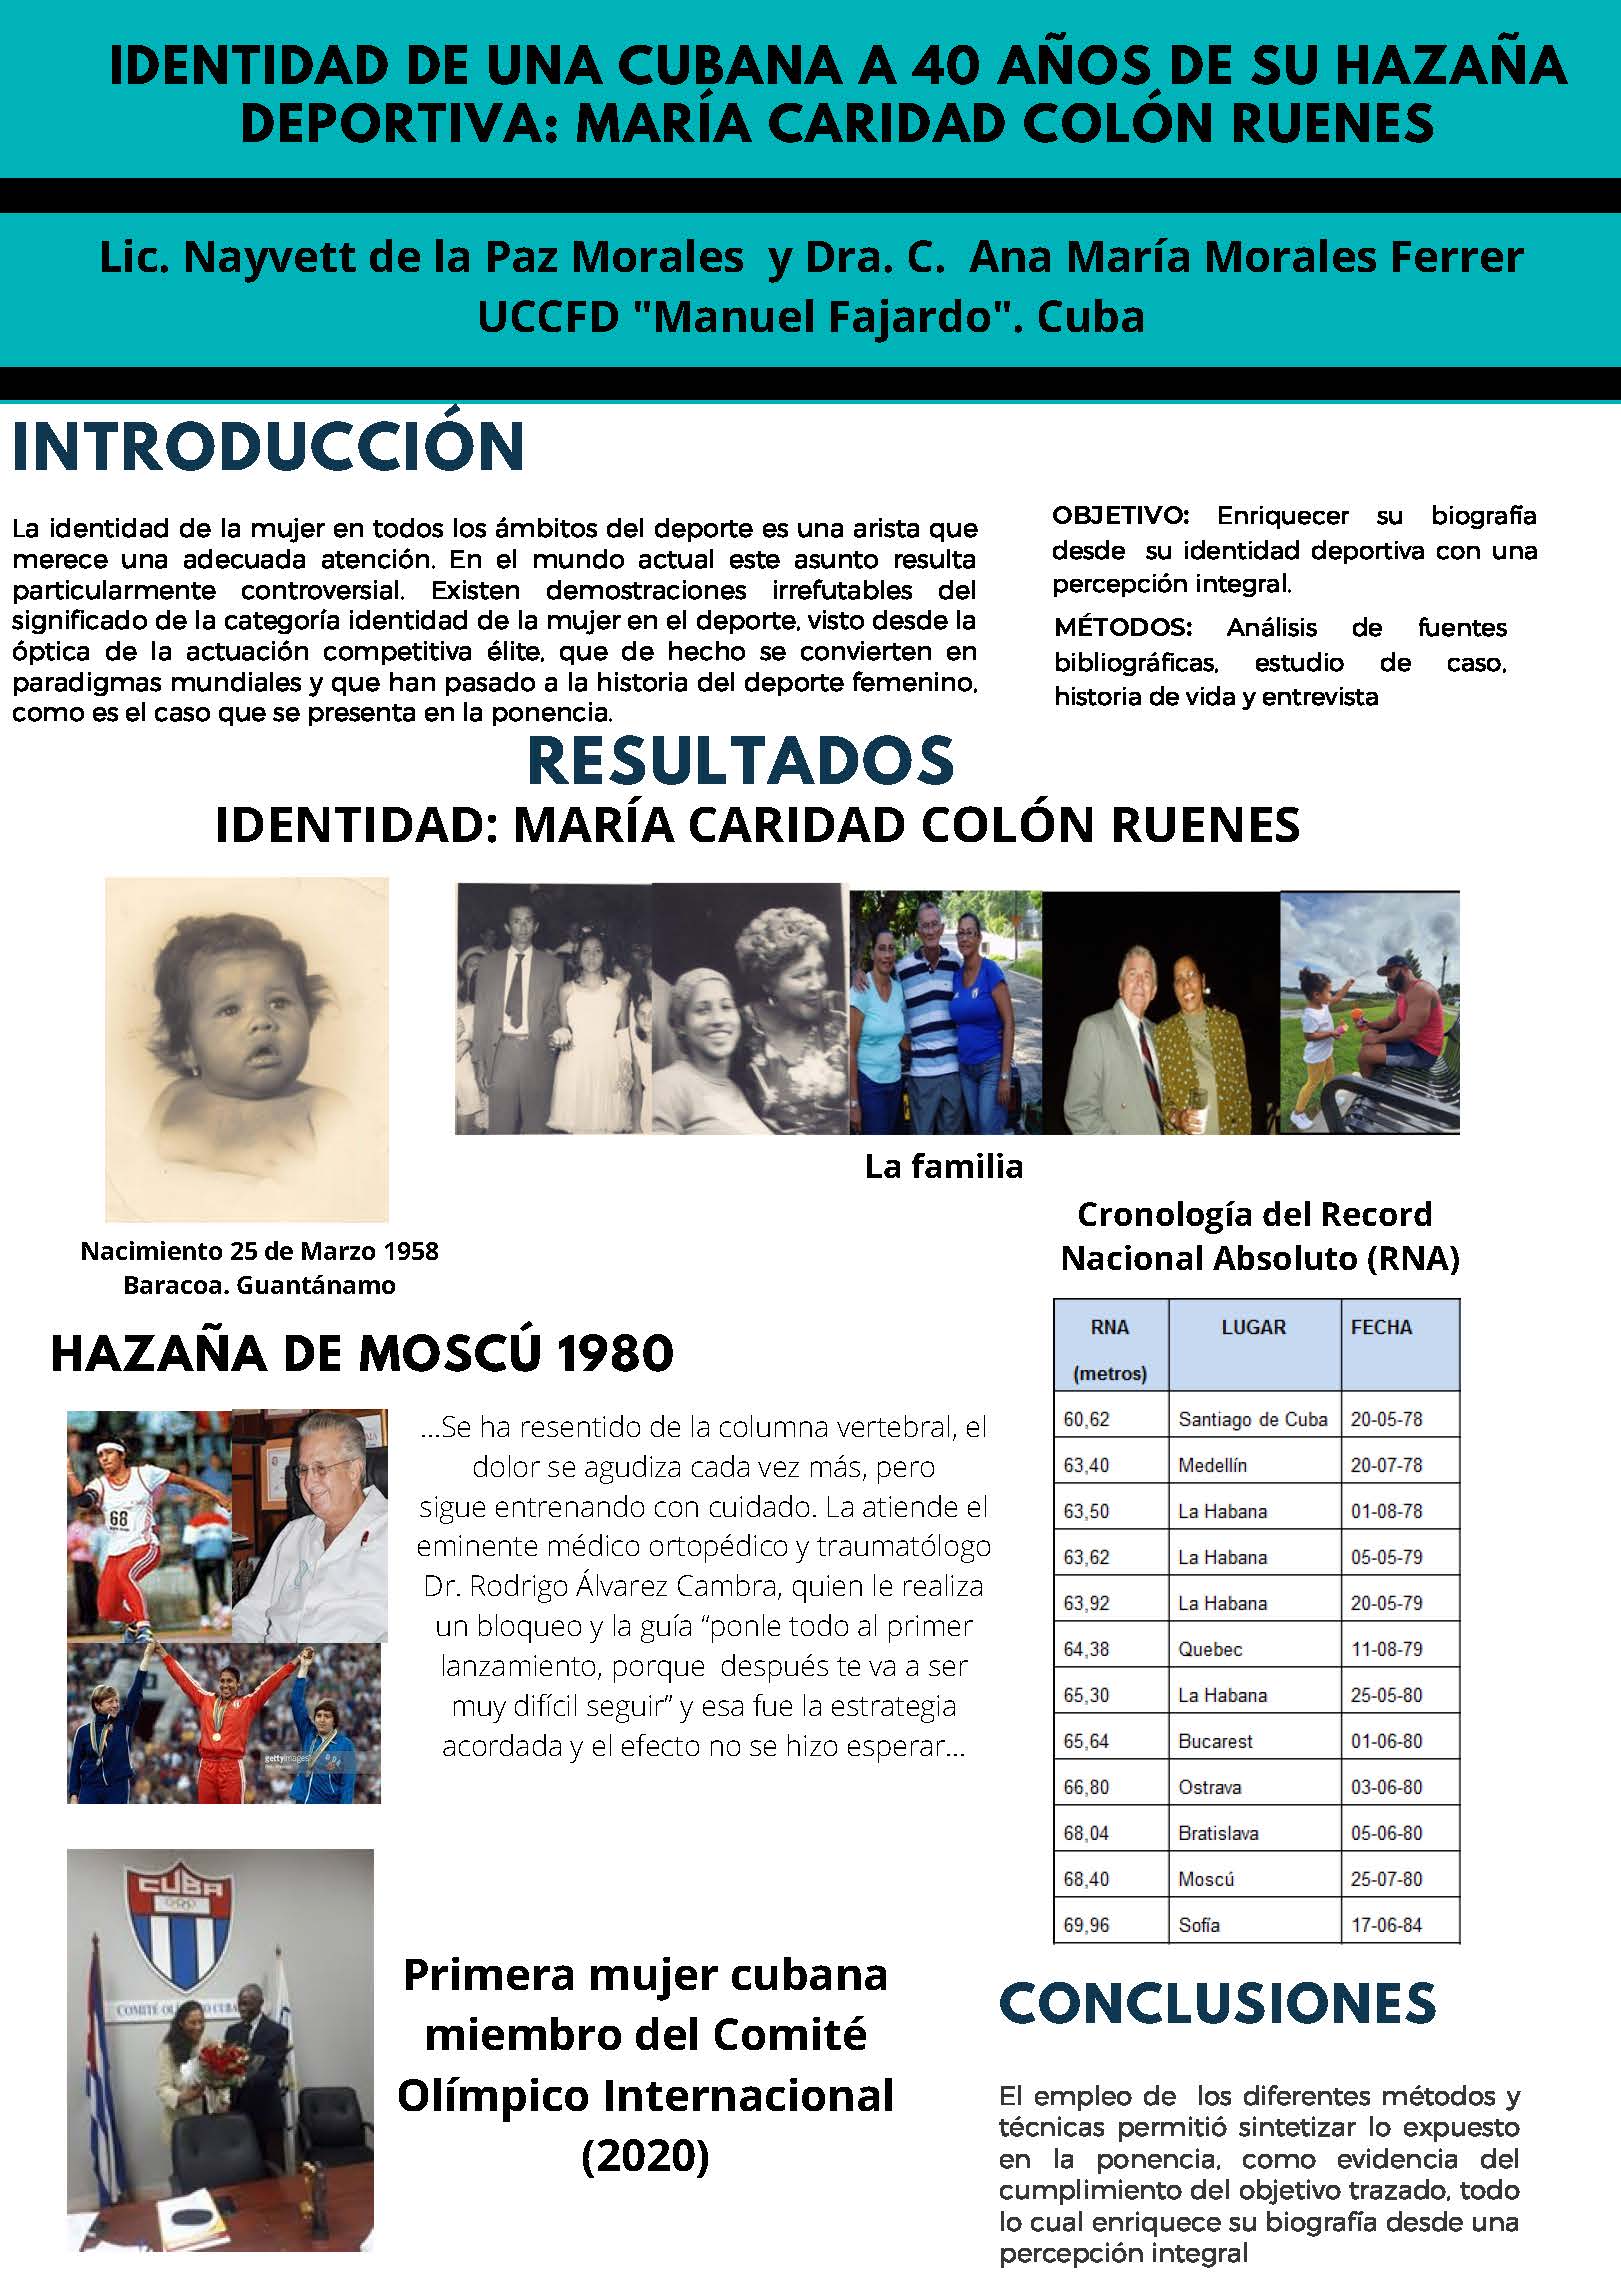 IDENTIDAD DE UNA CUBANA A 40 AÑOS DE SU HAZAÑA
DEPORTIVA: MARÍA CARIDAD COLÓN RUENES
Lic. Nayvett de la Paz Morales y Dra. C. Ana María Morales Ferrer
UCCFD "Manuel Fajardo". Cuba
INTRODUCCIÓN
La identidad de la mujer en todos los ámbitos del deporte es una arista que
merece una adecuada atención. En el mundo actual este asunto resulta
particularmente controversial. Existen demostraciones irrefutables del
significado de la categoría identidad de la mujer en el deporte, visto desde la
óptica de la actuación competitiva élite, que de hecho se convierten en
paradigmas mundiales y que han pasado a la historia del deporte femenino,
como es el caso que se presenta en la ponencia.
OBJETIVO: Enriquecer su biografía
desde su identidad deportiva con una
percepción integral.
MÉTODOS: Análisis de fuentes
bibliográficas, estudio de caso,
historia de vida y entrevista
RESULTADOS
IDENTIDAD: MARÍA CARIDAD COLÓN RUENES
La familia
Nacimiento 25 de Marzo 1958
Baracoa. Guantánamo
HAZAÑA DE MOSCÚ 1980
68
gettyimages
...Se ha resentido de la columna vertebral, el
dolor se agudiza cada vez más, pero
sigue entrenando con cuidado. La atiende el
eminente médico ortopédico y traumatólogo
Dr. Rodrigo Álvarez Cambra, quien le realiza
un bloqueo y la guía “ponle todo al primer
lanzamiento, porque después te va a ser
muy difícil seguir” y esa fue la estrategia
acordada y el efecto no se hizo esperar...
Cronología del Record
Nacional Absoluto (RNA)
RNA (metros) LUGAR FECHA
60,62 Santiago de Cuba 20-05-78
63,40 Medellín 20-07-78
63,50 La Habana 01-08-78
63,62 La Habana 05-05-79
63,92 La Habana 20-05-79
64,38 Quebec 11-08-79
65,30 La Habana 25-05-80
65,64 Bucarest 01-06-80
66,80 Ostrava 03-06-80
68,04 Bratislava 05-06-80
68,40 Moscú 25-07-80
69,96 Sofía 17-06-84
CUBA
COMITÉ
Primera mujer cubana
miembro del Comité
Olímpico Internacional
(2020)
CONCLUSIONES
El empleo de los diferentes métodos y
técnicas permitió sintetizar lo expuesto
en la ponencia, como evidencia del
cumplimiento del objetivo trazado, todo
lo cual enriquece su biografía desde una
percepción integral